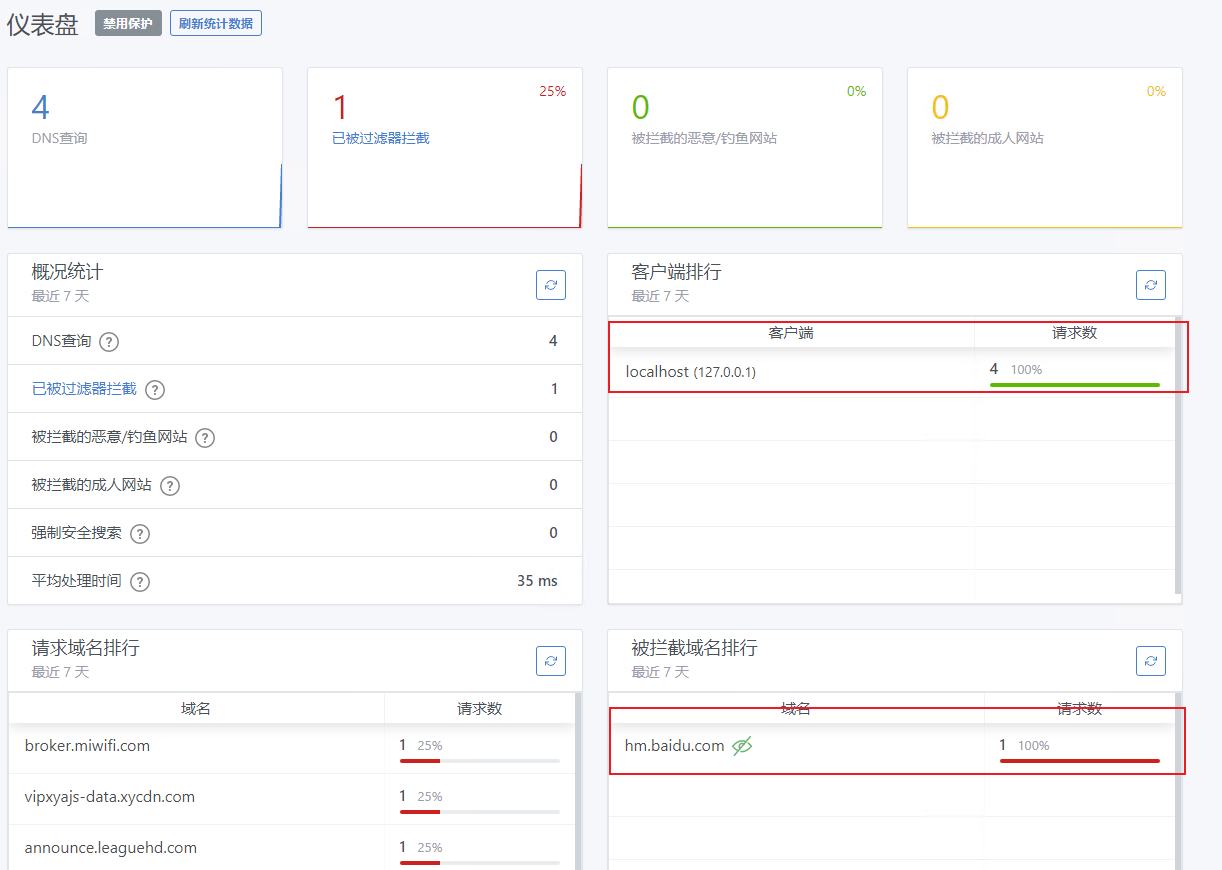 仪表盘 禁用保护 刷新统计数据
4
DNS查询
1 25%
已被过滤器拦截
0 0%
被拦截的恶意/钓鱼网站
0 0%
被拦截的成人网站
概况统计
最近 7 天
DNS查询 ? 4
已被过滤器拦截 ? 1
被拦截的恶意/钓鱼网站 ? 0
被拦截的成人网站 ? 0
强制安全搜索 ? 0
平均处理时间 ? 35 ms
客户端排行
最近 7 天
客户端 请求数
localhost (127.0.0.1) 4 100%
请求域名排行
最近 7 天
域名 请求数
broker.miwifi.com 1 25%
vipxyajs-data.xycdn.com 1 25%
announce.leaguehd.com 1 25%
被拦截域名排行
最近 7 天
域名 请求数
hm.baidu.com 1 100%